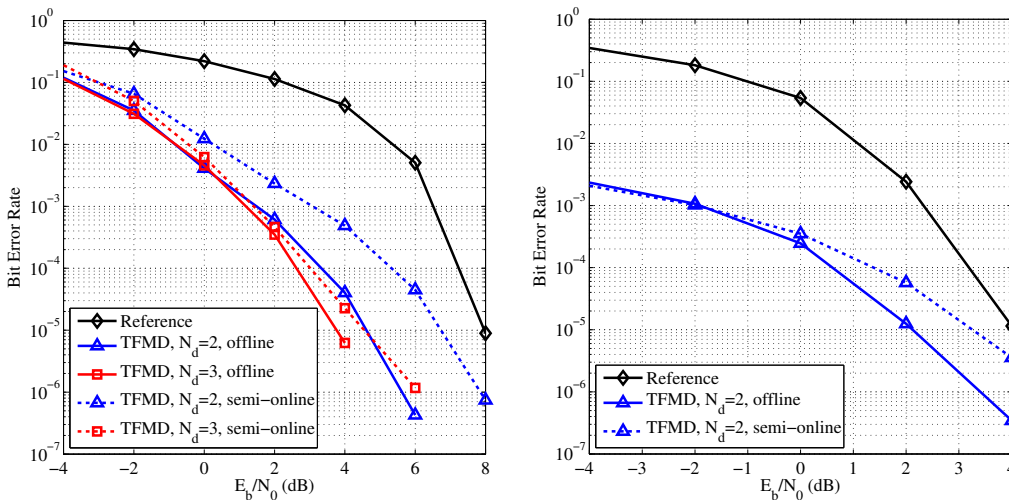 10^0
10^-1
10^-2
10^-3
10^-4
10^-5
10^-6
10^-7
Bit Error Rate
Reference
TFMD, N_d=2, offline
TFMD, N_d=3, offline
TFMD, N_d=2, semi−online
TFMD, N_d=3, semi−online
−4 −2 0 2 4 6 8
E_b/N_0 (dB)
10^0
10^-1
10^-2
10^-3
10^-4
10^-5
10^-6
10^-7
Bit Error Rate
Reference
TFMD, N_d=2, offline
TFMD, N_d=2, semi−online
−4 −3 −2 −1 0 1 2 3 4
E_b/N_0 (dB)